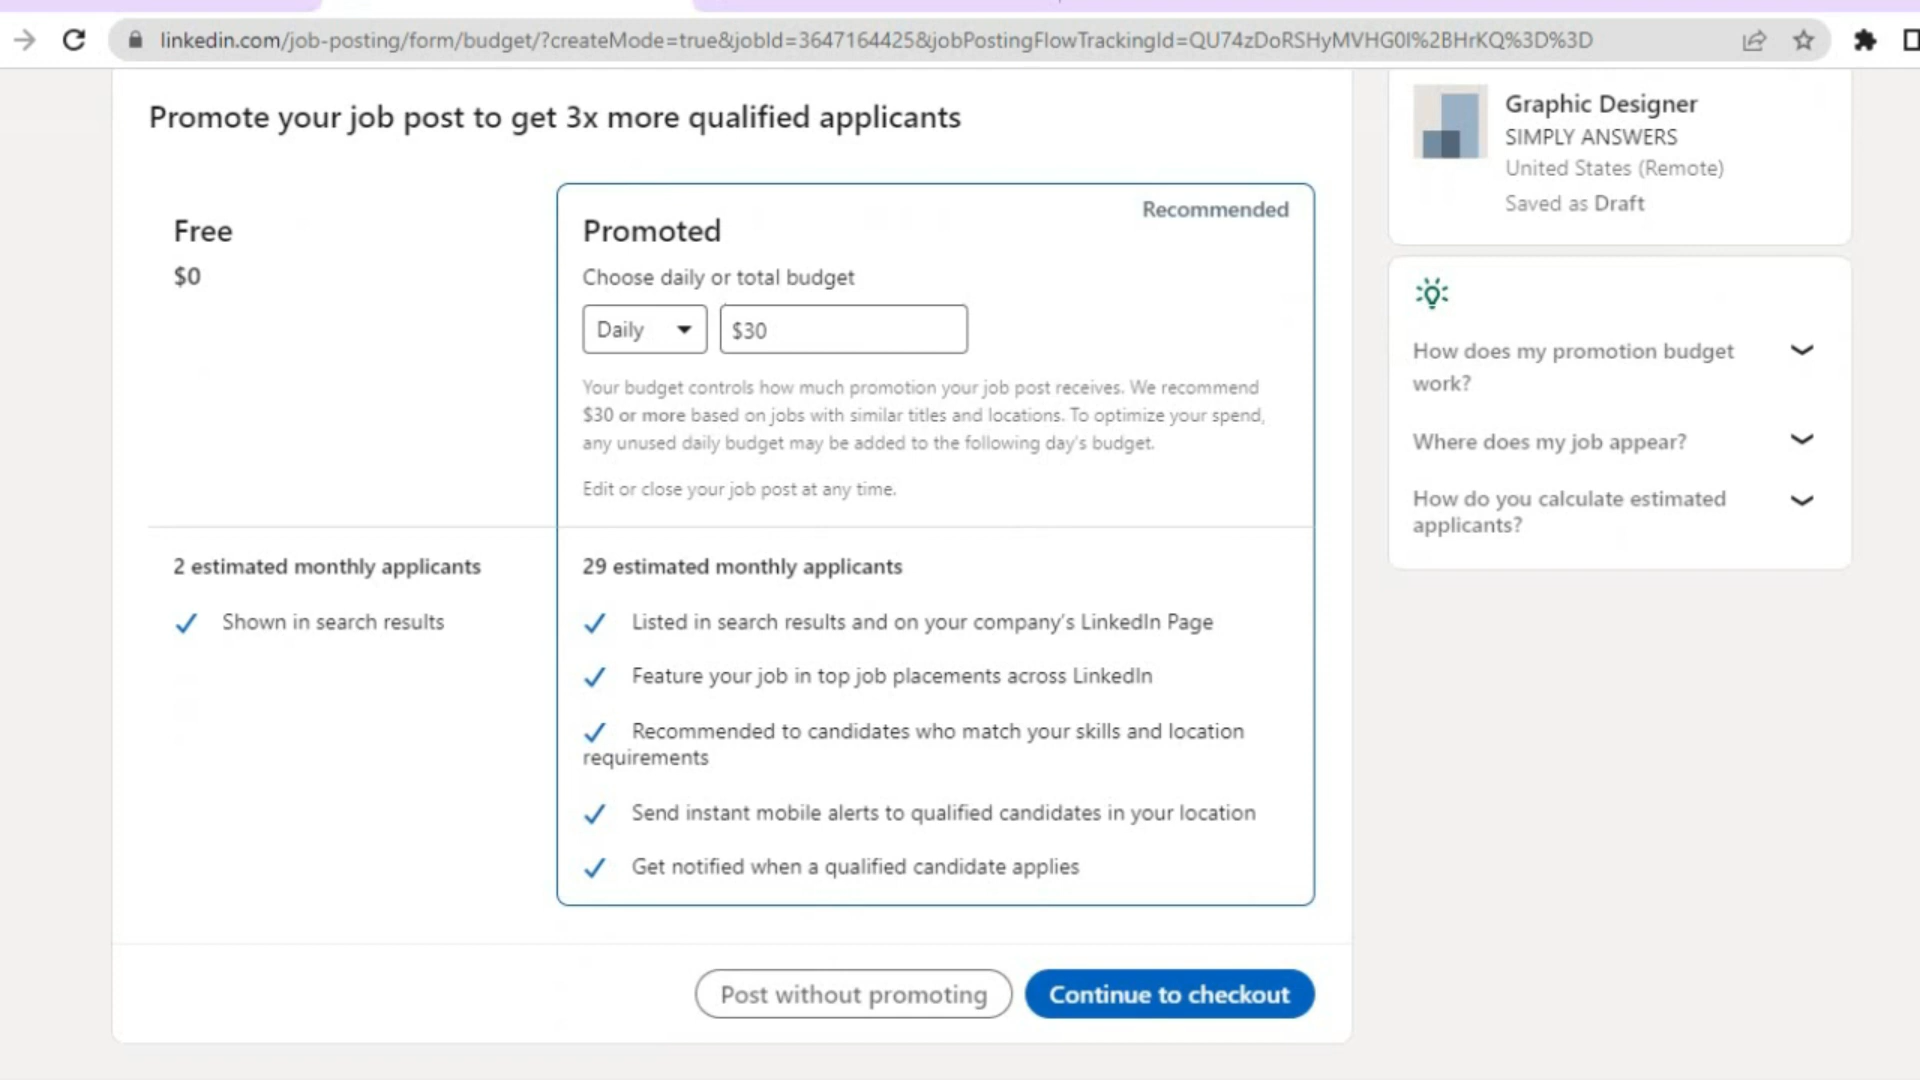 linkedin.com/job-posting/form/budget/?createMode=true&jobId=3647164425&jobPostingFlowTrackingId=QU74zDoRSHyMVHG0I%2BHrKQ%3D%3D
Promote your job post to get 3x more qualified applicants
Free
$0
2 estimated monthly applicants
Shown in search results
Recommended
Promoted
Choose daily or total budget
Daily $30
Your budget controls how much promotion your job post receives. We recommend
$30 or more based on jobs with similar titles and locations. To optimize your spend,
any unused daily budget may be added to the following day's budget.
Edit or close your job post at any time.
29 estimated monthly applicants
Listed in search results and on your company's LinkedIn Page
Feature your job in top job placements across LinkedIn
Recommended to candidates who match your skills and location
requirements
Send instant mobile alerts to qualified candidates in your location
Get notified when a qualified candidate applies
Post without promoting
Continue to checkout
Graphic Designer
SIMPLY ANSWERS
United States (Remote)
Saved as Draft
How does my promotion budget
work?
Where does my job appear?
How do you calculate estimated
applicants?